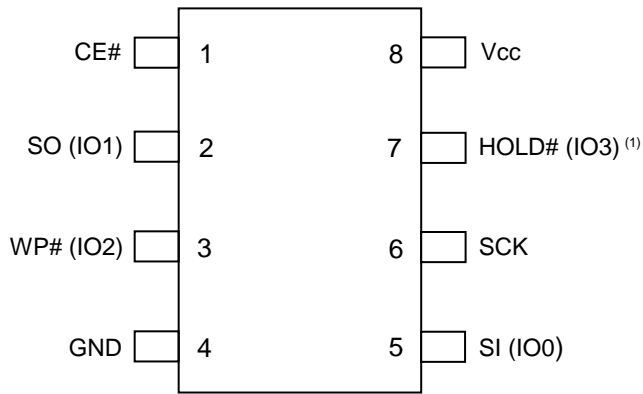 CE# 1 8 Vcc
SO (IO1) 2 7 HOLD# (IO3) (1)
WP# (IO2) 3 6 SCK
GND 4 5 SI (IO0)